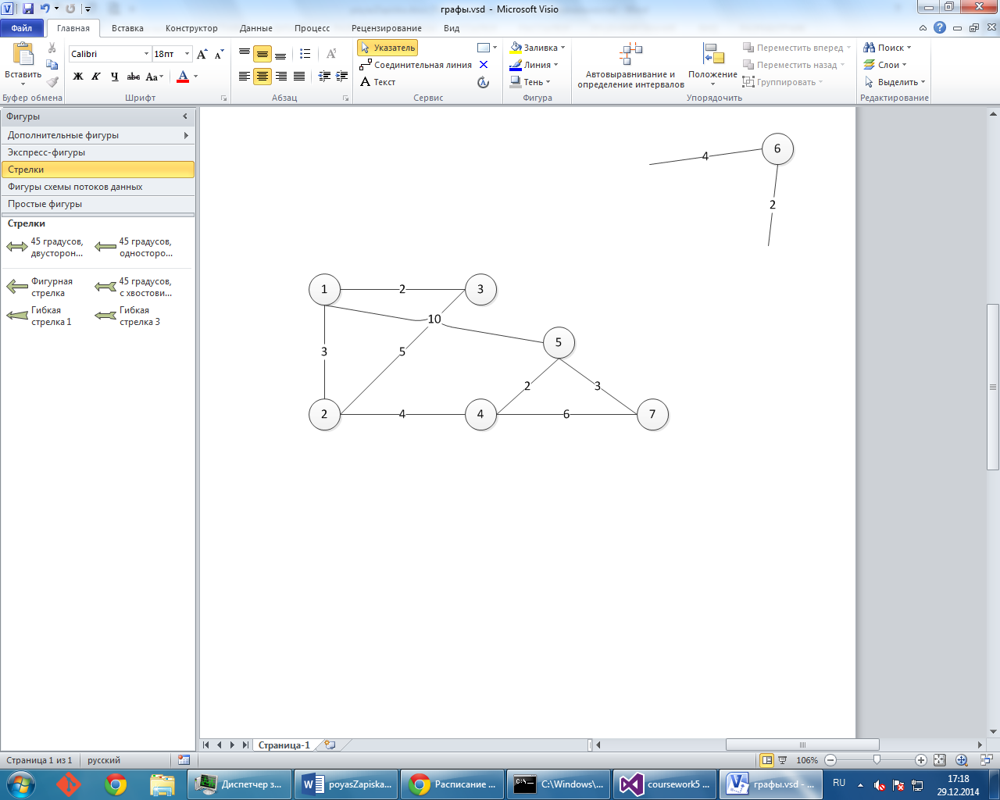 графы.vsd - Microsoft Visio
Файл Главная Вставка Конструктор Данные Процесс Рецензирование Вид
Вставить
Буфер обмена
Calibri 18пт
Ж К Ч abc Aa A
Шрифт
Абзац
Указатель
Соединительная линия
A Текст
Сервис
Заливка
Линия
Тень
Фигура
Автовыравнивание и определение интервалов
Положение
Переместить вперед
Переместить назад
Группировать
Упорядочить
Поиск
Слои
Выделить
Редактирование
Фигуры
Дополнительные фигуры
Экспресс-фигуры
Стрелки
Фигуры схемы потоков данных
Простые фигуры
Стрелки
45 градусов, двусторон...
45 градусов, односторо...
Фигурная стрелка
45 градусов, с хвостови...
Гибкая стрелка 1
Гибкая стрелка 3
4
6
2
1
2
3
10
3
5
5
2
3
2
4
4
6
7
Страница-1
Страница 1 из 1 русский 106%
Диспетчер з...
poyasZapiska...
Расписание ...
C:\Windows\...
coursework5 ...
графы.vsd - ...
RU
17:18
29.12.2014